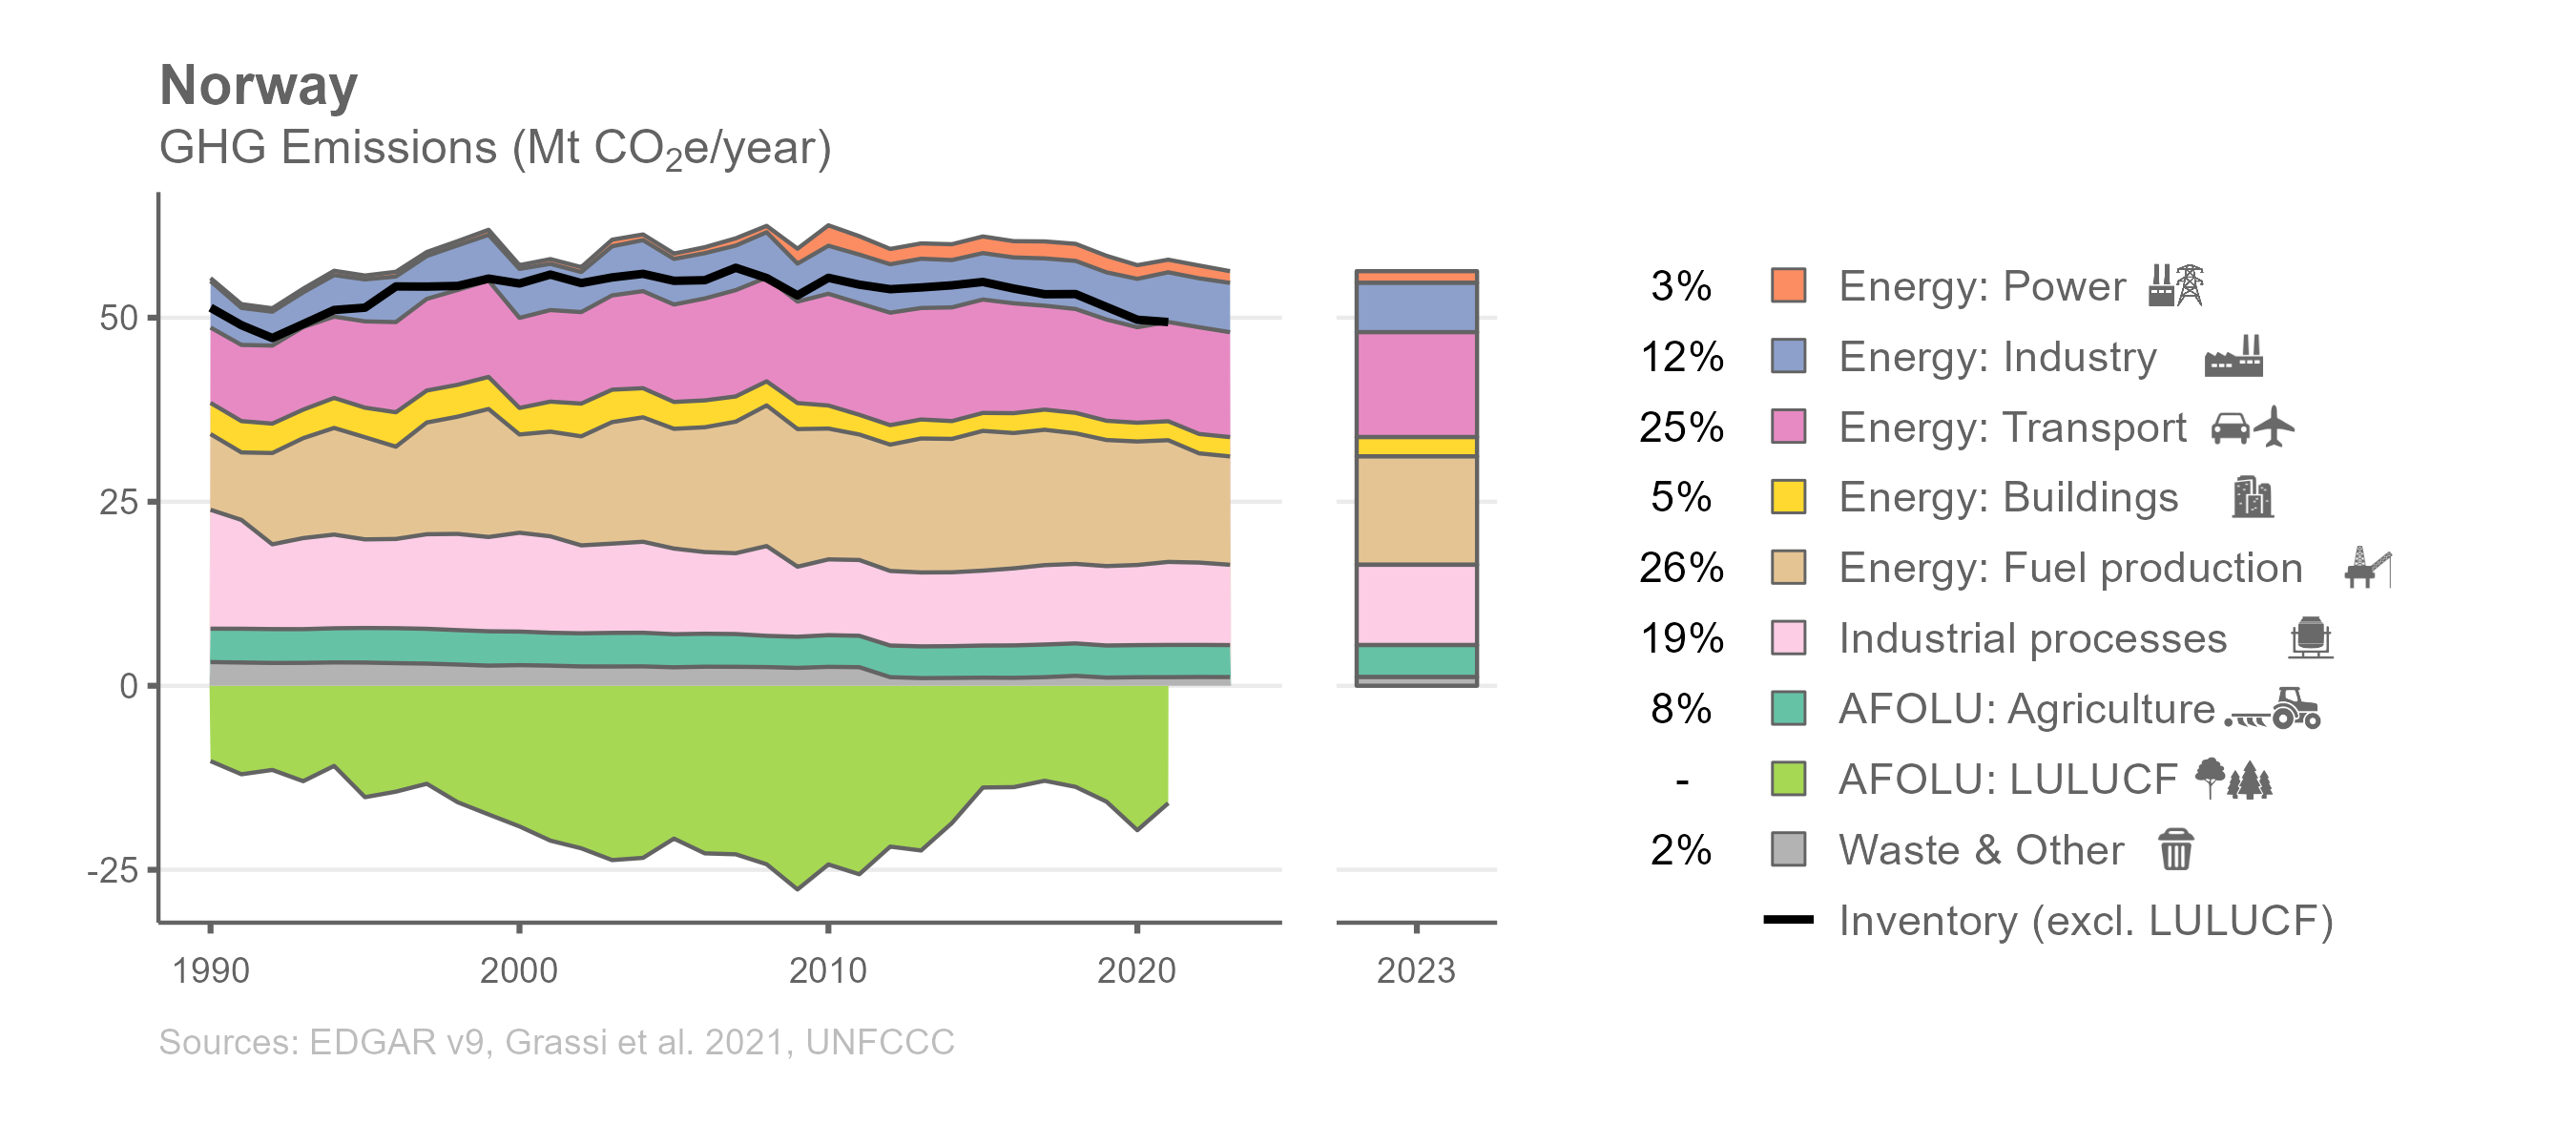 Norway
GHG Emissions (Mt CO₂e/year)
50
25
0
-25
1990 2000 2010 2020 2023
3% Energy: Power
12% Energy: Industry
25% Energy: Transport
5% Energy: Buildings
26% Energy: Fuel production
19% Industrial processes
8% AFOLU: Agriculture
- AFOLU: LULUCF
2% Waste & Other
Inventory (excl. LULUCF)
Sources: EDGAR v9, Grassi et al. 2021, UNFCCC